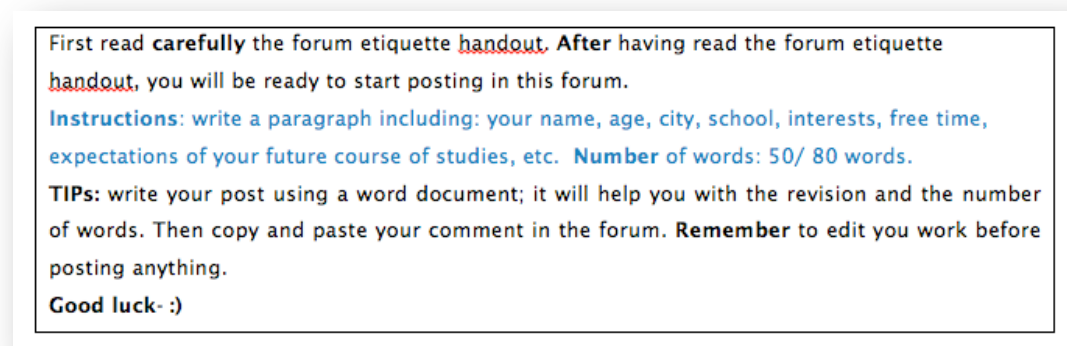 First read carefully the forum etiquette handout. After having read the forum etiquette
handout, you will be ready to start posting in this forum.
Instructions: write a paragraph including: your name, age, city, school, interests, free time,
expectations of your future course of studies, etc.  Number of words: 50/ 80 words.
TIPs: write your post using a word document; it will help you with the revision and the number
of words. Then copy and paste your comment in the forum. Remember to edit you work before
posting anything.
Good luck- :)